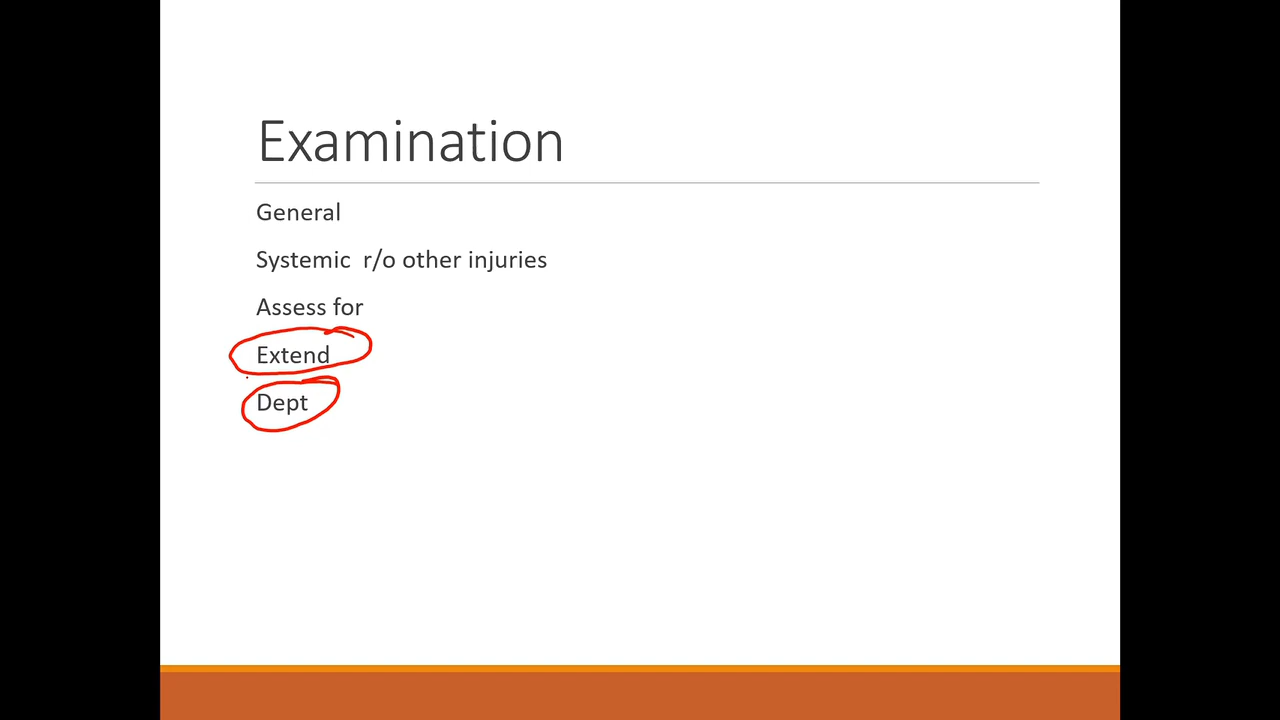 Examination
General
Systemic r/o other injuries
Assess for
Extend
Dept